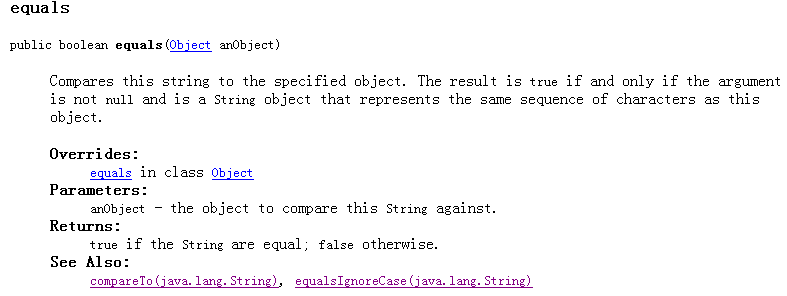 equals
public boolean equals(Object anObject)
Compares this string to the specified object. The result is true if and only if the argument
is not null and is a String object that represents the same sequence of characters as this
object.
Overrides:
equals in class Object
Parameters:
anObject - the object to compare this String against.
Returns:
true if the String are equal; false otherwise.
See Also:
compareTo(java.lang.String), equalsIgnoreCase(java.lang.String)